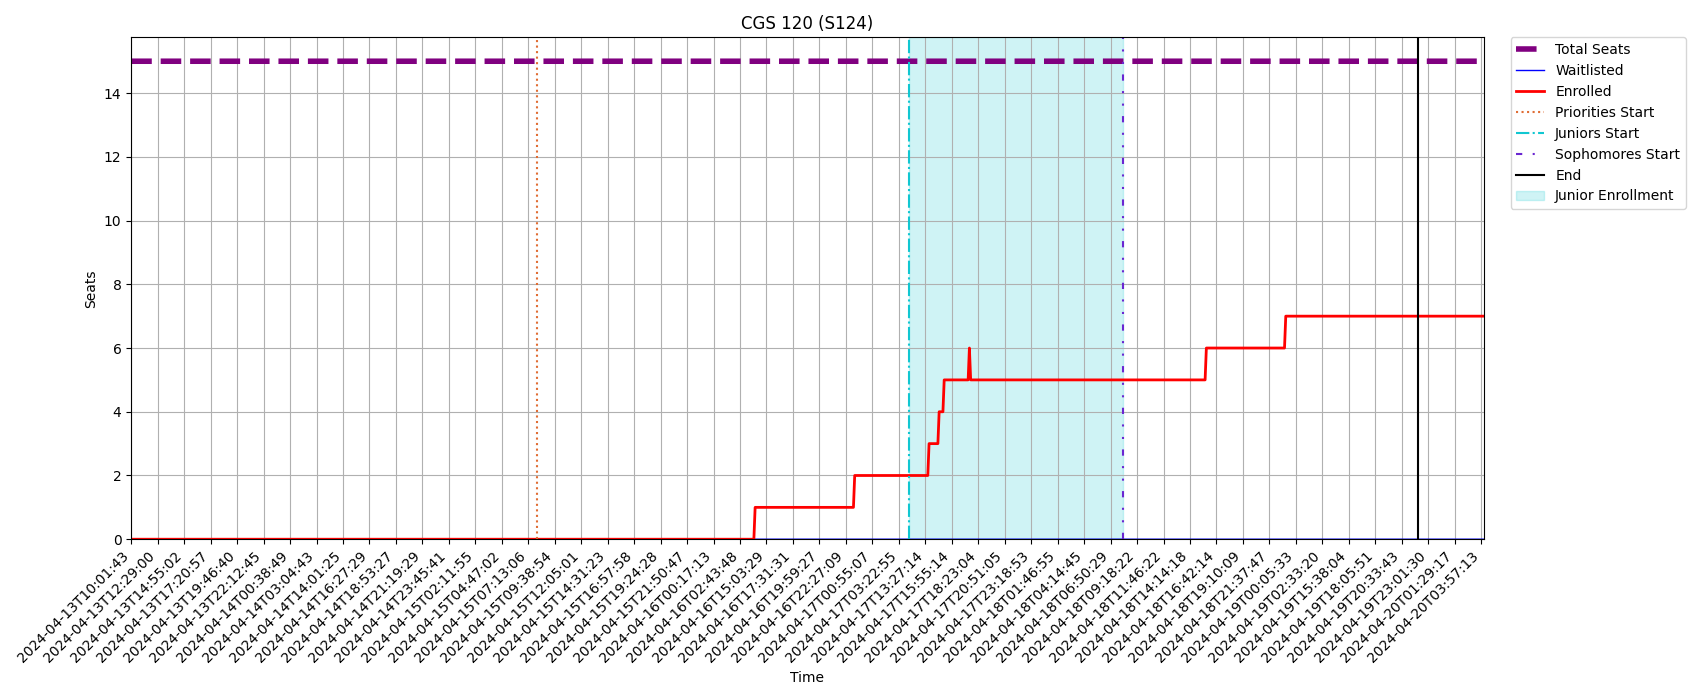 CGS 120 (S124)
Total Seats
Waitlisted
Enrolled
Priorities Start
Juniors Start
Sophomores Start
End
Junior Enrollment
Seats
14
12
10
8
6
4
2
0
2024-04-13T10:01:43
2024-04-13T12:29:00
2024-04-13T14:55:02
2024-04-13T17:20:57
2024-04-13T19:46:40
2024-04-13T22:12:45
2024-04-14T00:38:49
2024-04-14T03:04:43
2024-04-14T14:01:25
2024-04-14T16:27:29
2024-04-14T18:53:27
2024-04-14T21:19:29
2024-04-14T23:45:41
2024-04-15T02:11:55
2024-04-15T04:47:02
2024-04-15T07:13:06
2024-04-15T09:38:54
2024-04-15T12:05:01
2024-04-15T14:31:23
2024-04-15T16:57:58
2024-04-15T19:24:28
2024-04-15T21:50:47
2024-04-16T00:17:13
2024-04-16T02:43:48
2024-04-16T15:03:29
2024-04-16T17:31:31
2024-04-16T19:59:27
2024-04-16T22:27:09
2024-04-17T00:55:07
2024-04-17T03:22:55
2024-04-17T13:27:14
2024-04-17T15:55:14
2024-04-17T18:23:04
2024-04-17T20:51:05
2024-04-17T23:18:53
2024-04-18T01:46:55
2024-04-18T04:14:45
2024-04-18T06:50:29
2024-04-18T09:18:22
2024-04-18T11:46:22
2024-04-18T14:14:18
2024-04-18T16:42:14
2024-04-18T19:10:09
2024-04-18T21:37:47
2024-04-19T00:05:33
2024-04-19T02:33:20
2024-04-19T15:38:04
2024-04-19T18:05:51
2024-04-19T20:33:43
2024-04-19T23:01:30
2024-04-20T01:29:17
2024-04-20T03:57:13
Time